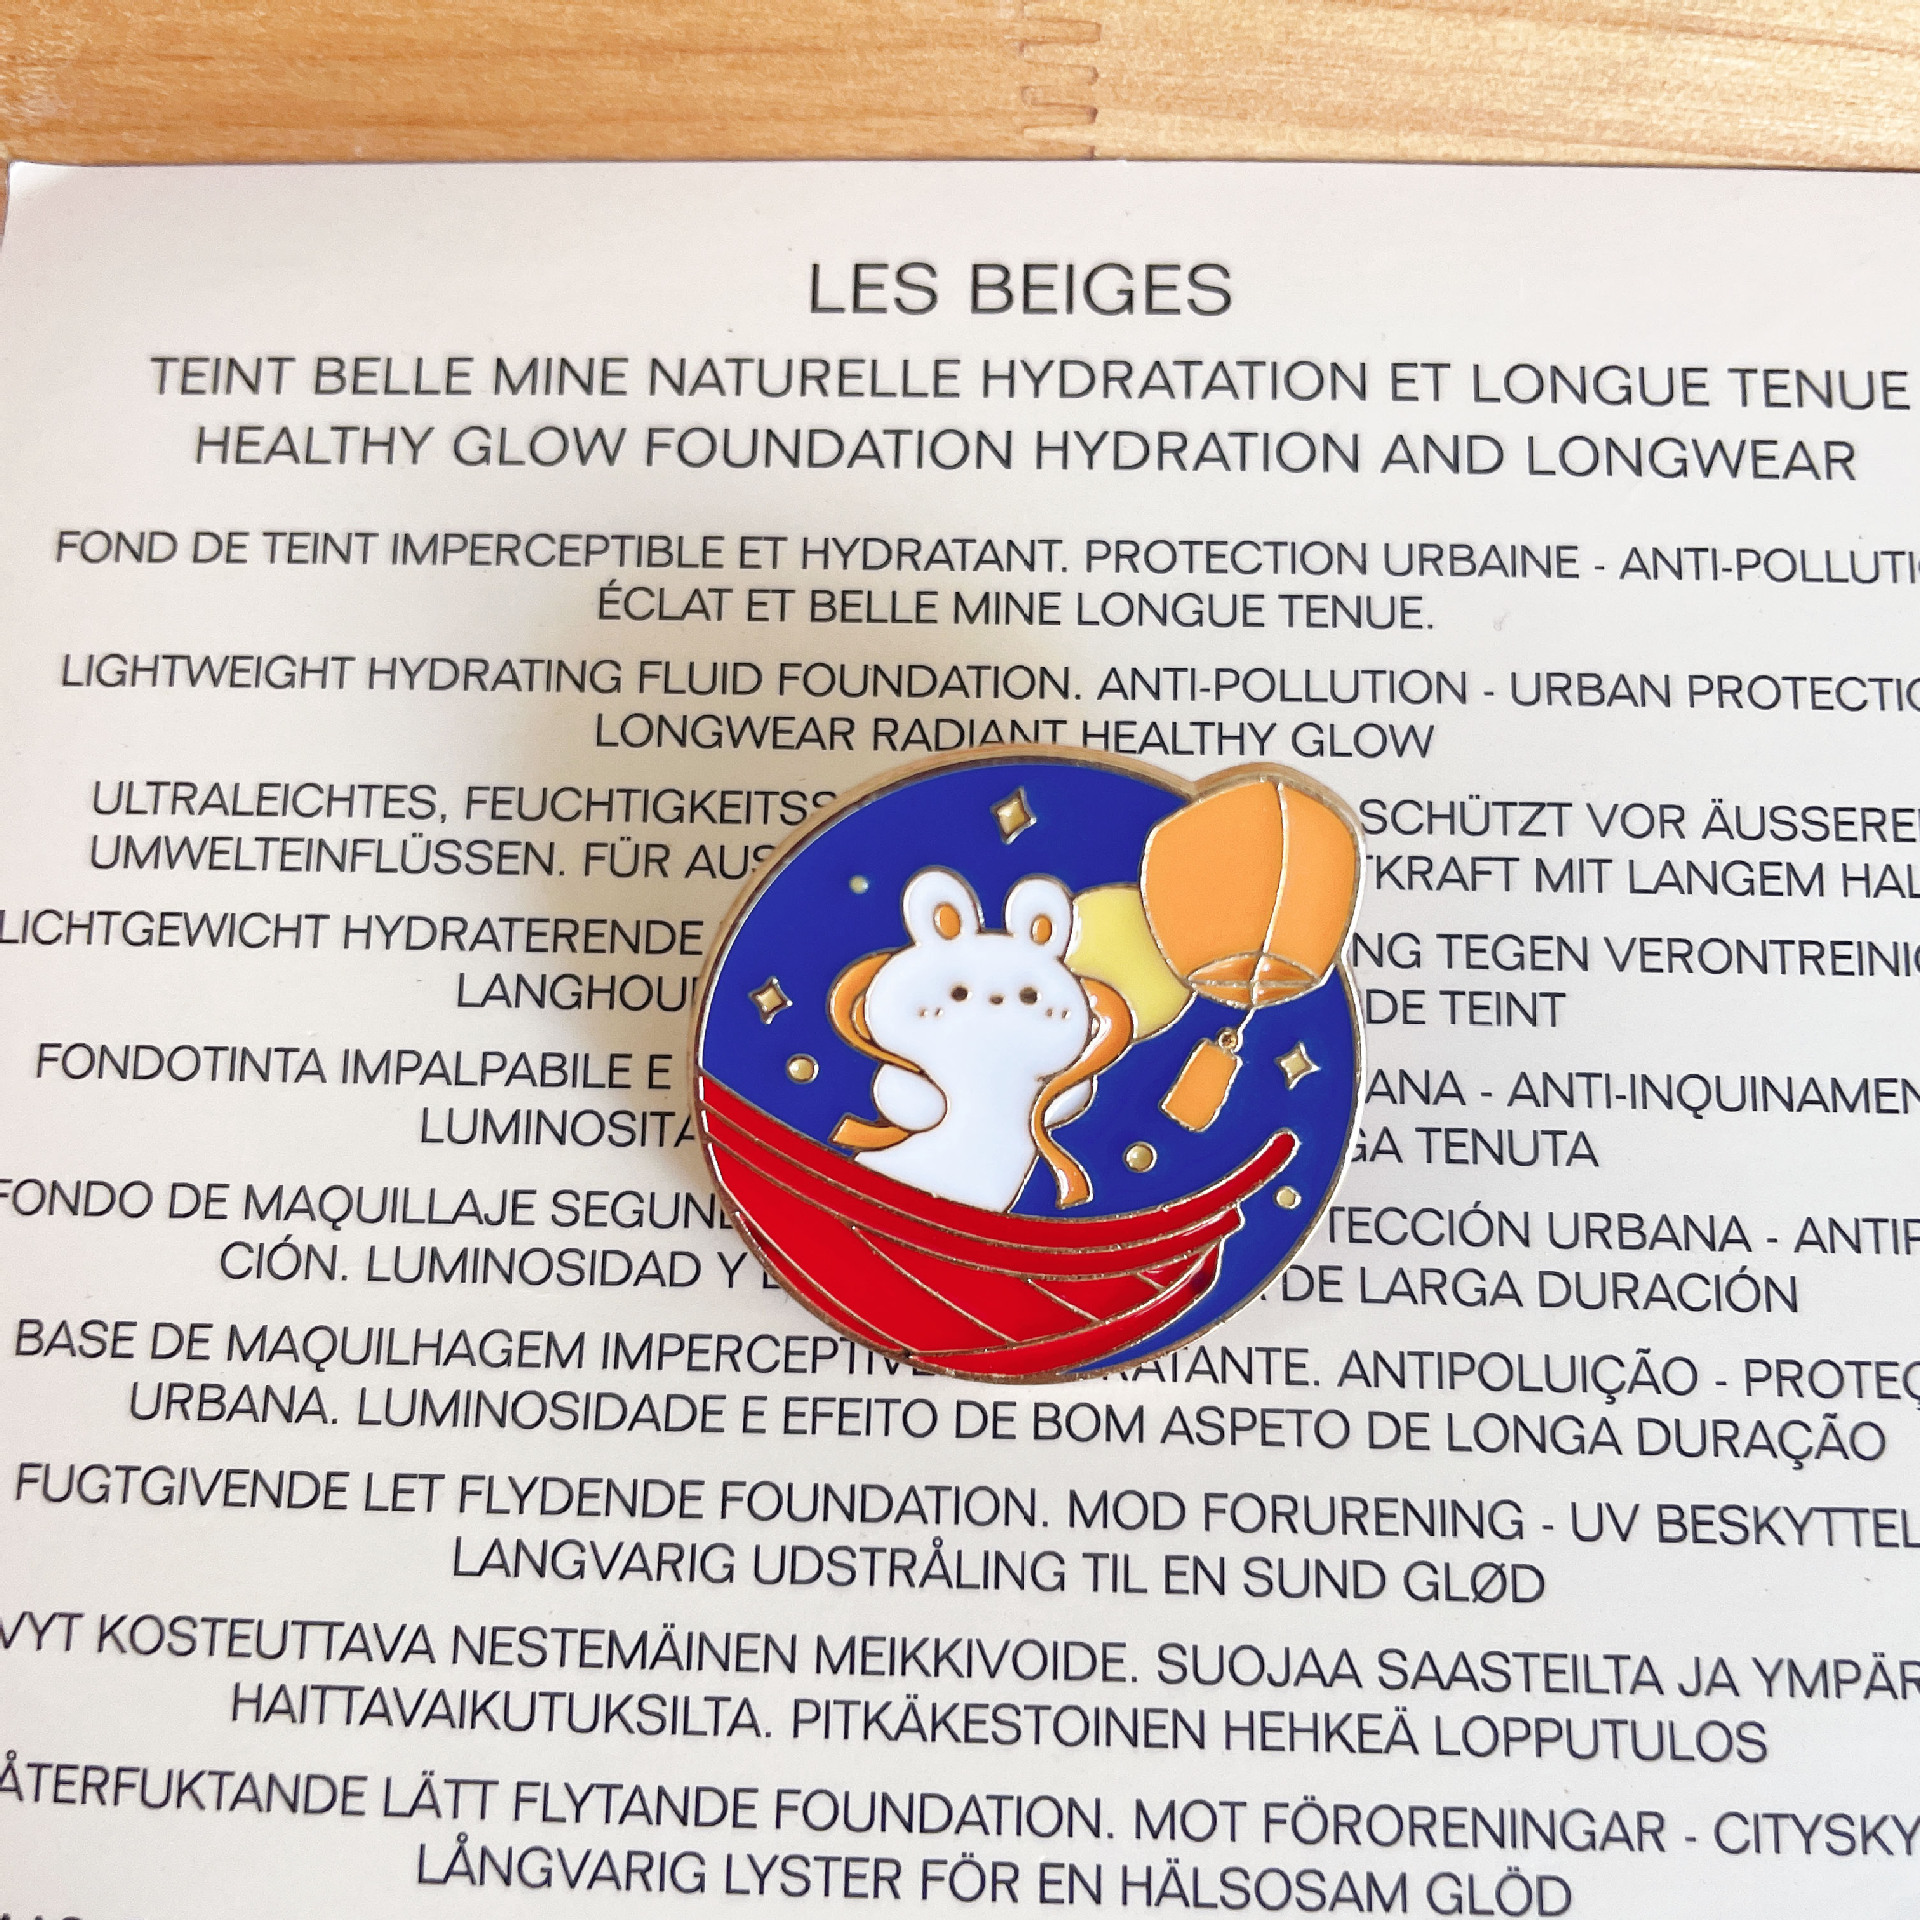 LES BEIGES
TEINT BELLE MINE NATURELLE HYDRATATION ET LONGUE TENUE
HEALTHY GLOW FOUNDATION HYDRATION AND LONGWEAR
FOND DE TEINT IMPERCEPTIBLE ET HYDRATANT. PROTECTION URBAINE -
ÉCLAT ET BELLE MINE LONGUE TENUE.
LIGHTWEIGHT HYDRATING FLUID FOUNDATION. ANTI-POLLUTION - URBAN
LONGWEAR RADIANT HEALTHY GLOW
ULTRALEICHTES, SCHÜTZT VOR
UMWELTEINFLÜSSEN. FÜR MIT LANGEM
LICHTGEWICHT HYDRATERENDE TEGEN
DE TEINT
FONDOTINTA IMPALPABILE E - 
TENUTA
FONDO DE MAQUILLAJE URBANA -
CIÓN. LUMINOSIDAD Y DE LARGA DURACIÓN
BASE DE MAQUILHAGEM ANTIPOLUIÇÃO -
URBANA. LUMINOSIDADE E EFEITO DE BOM ASPETO DE LONGA DURAÇÃO
FUGTGIVENDE LET FLYDENDE FOUNDATION. MOD FORURENING - UV
LANGVARIG UDSTRÅLING TIL EN SUND GLØD
KOSTEUTTAVA NESTEMÄINEN MEIKKIVOIDE. SUOJAA SAASTEILTA JA
HAITTAVAIKUTUKSILTA. PITKÄKESTOINEN HEHKEÄ LOPPUTULOS
ÅTERFUKTANDE LÄTT FLYTANDE FOUNDATION. MOT FÖRORENINGAR -
LÅNGVARIG LYSTER FÖR EN HÄLSOSAM GLÖD